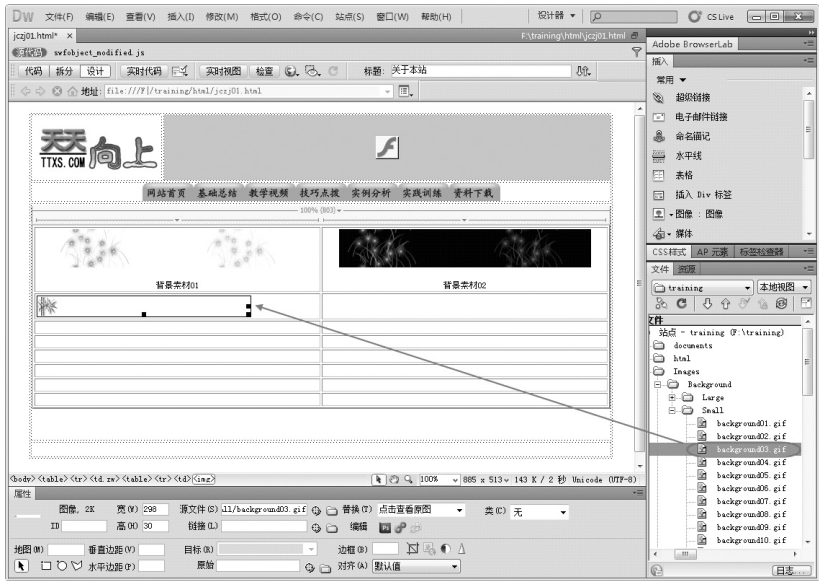 DW 文件(F) 编辑(E) 查看(V) 插入(I) 修改(M) 格式(O) 命令(C) 站点(S) 窗口(W) 帮助(H) 设计器 CS Live
jczj01.html* × F:\training\html\jczj01.html
源代码 swfobject_modified.js
代码 拆分 设计 实时代码 实时视图 检查 标题: 关于本站
地址: file:///F|/training/html/jczj01.html
天天向上
TTXS.COM
网站首页 基础总结 教学视频 技巧点拨 实例分析 实践训练 资料下载
100% (803)
背景素材01 背景素材02
<body> <table> <tr> <td.zw> <table> <tr> <td> <img> 100% 885 x 513 143 K / 2 秒 Unicode (UTF-8)
属性
图像, 2K 宽(W) 298 源文件(S) ll/background03.gif 替换(T) 点击查看原图 类(C) 无
ID 高(H) 30 链接(L) 编辑
地图(M) 垂直边距(V) 目标(R) 边框(B)
水平边距(P) 原始 对齐(A) 默认值
Adobe BrowserLab
插入
常用
超级链接
电子邮件链接
命名锚记
水平线
表格
插入 Div 标签
图像 : 图像
媒体
CSS样式 AP 元素 标签检查器
文件 资源
training 本地视图
文件
站点 - training (F:\training)
documents
html
Images
Background
Large
Small
background01.gif
background02.gif
background03.gif
background04.gif
background05.gif
background06.gif
background07.gif
background08.gif
background09.gif
background10.gif
日志...